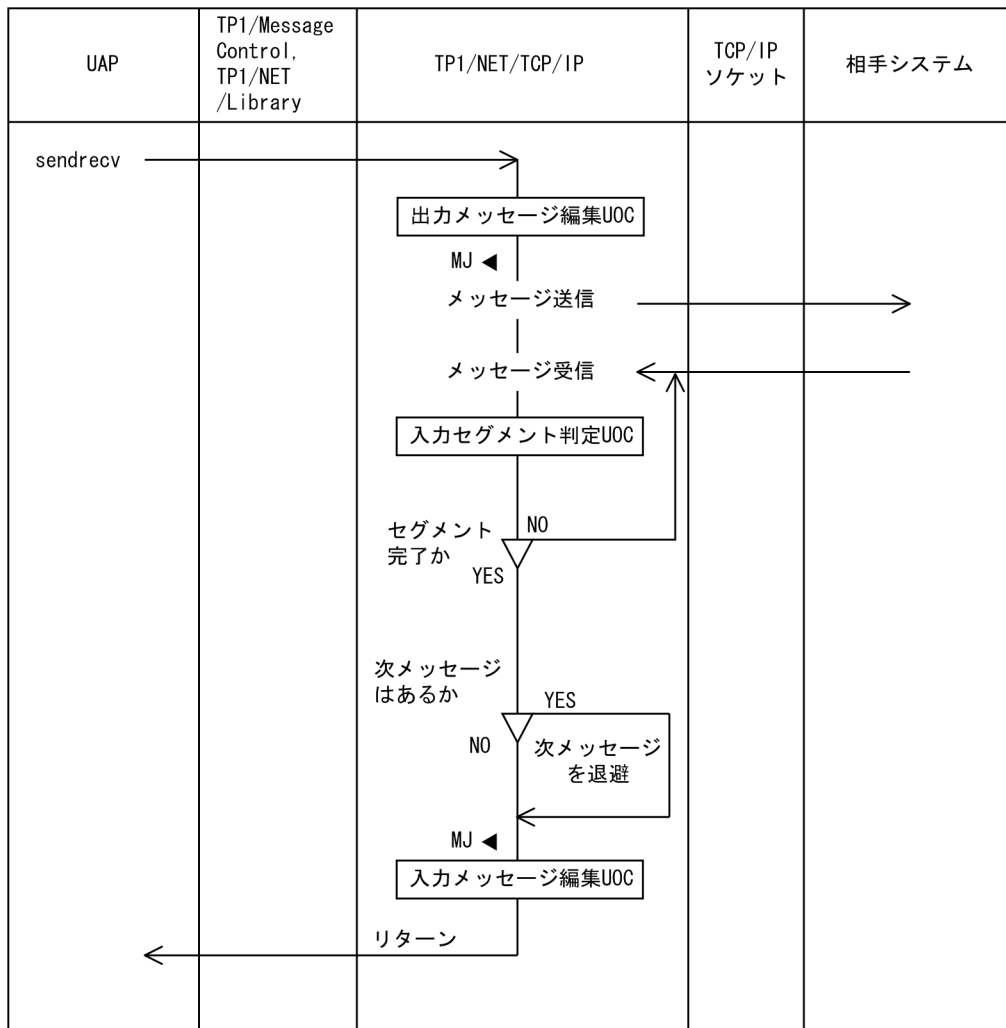 UAP
TP1/Message
Control,
TP1/NET
/Library
TP1/NET/TCP/IP
TCP/IP
ソケット
相手システム
sendrecv
出力メッセージ編集UOC
MJ
メッセージ送信
メッセージ受信
入力セグメント判定UOC
セグメント
完了か
NO
YES
次メッセージ
はあるか
YES
NO
次メッセージ
を退避
MJ
入力メッセージ編集UOC
リターン